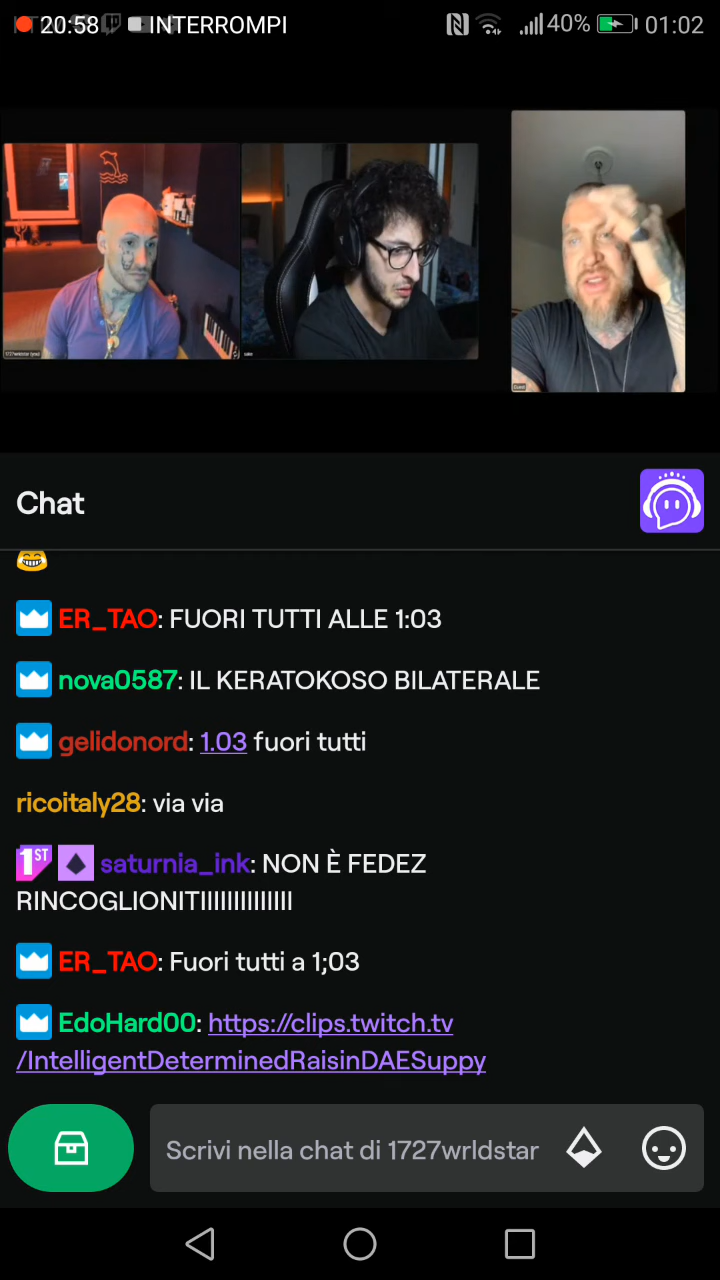 20:58 INTERROMPI 40% 01:02
Chat
ER_TAO: FUORI TUTTI ALLE 1:03
nova0587: IL KERATOKOSO BILATERALE
gelidonord: 1.03 fuori tutti
ricoitaly28: via via
1ST saturnia_ink: NON È FEDEZ
RINCOGLIONITIIIIIIIIIIIIII
ER_TAO: Fuori tutti a 1;03
EdoHard00: https://clips.twitch.tv
/IntelligentDeterminedRaisinDAESuppy
Scrivi nella chat di 1727wrldstar